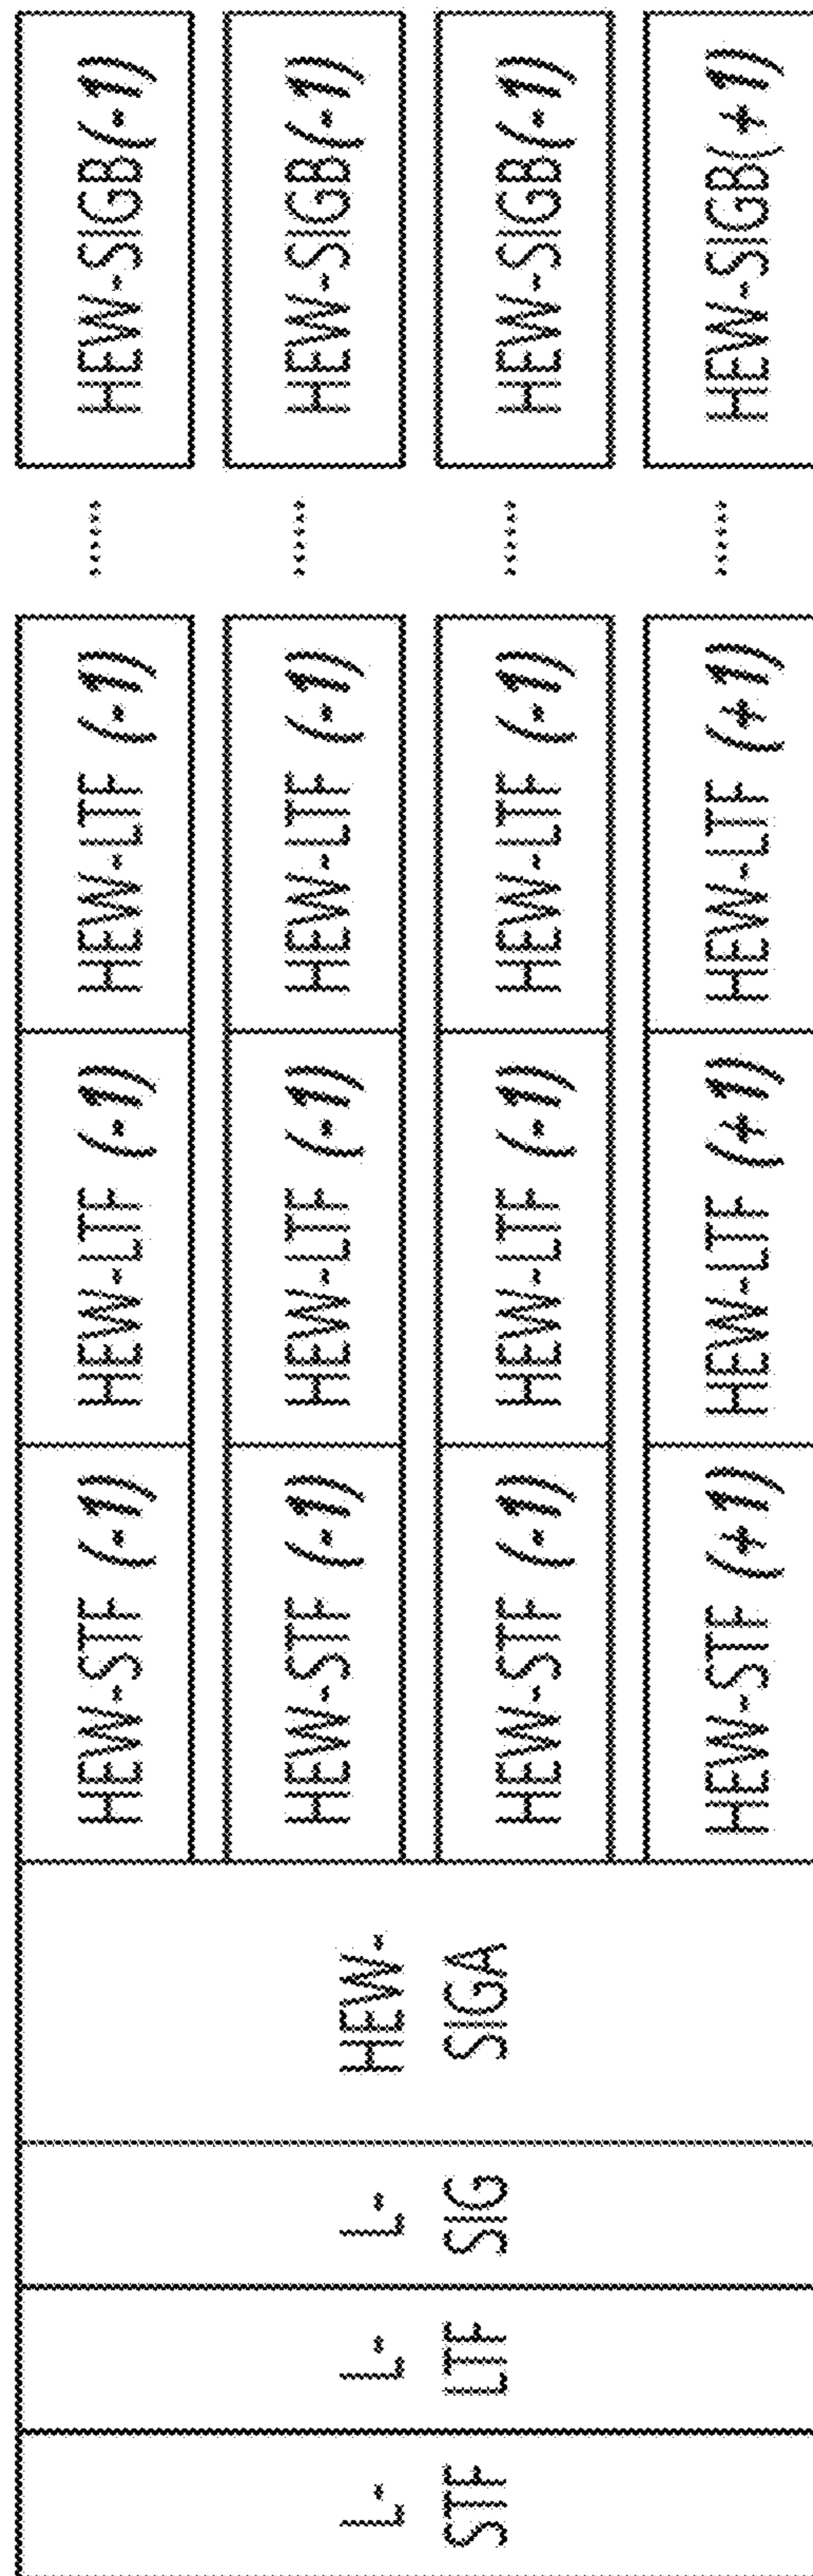 L-
STF
L-
LTF
L-
SIG
HEW-
SIGA
HEW-STF (-1)
HEW-LTF (-1)
HEW-LTF (-1)
.....
HEW-SIGB(-1)
HEW-STF (-1)
HEW-LTF (-1)
HEW-LTF (-1)
.....
HEW-SIGB(-1)
HEW-STF (-1)
HEW-LTF (-1)
HEW-LTF (-1)
.....
HEW-SIGB(-1)
HEW-STF (+1)
HEW-LTF (+1)
HEW-LTF (+1)
.....
HEW-SIGB(+1)